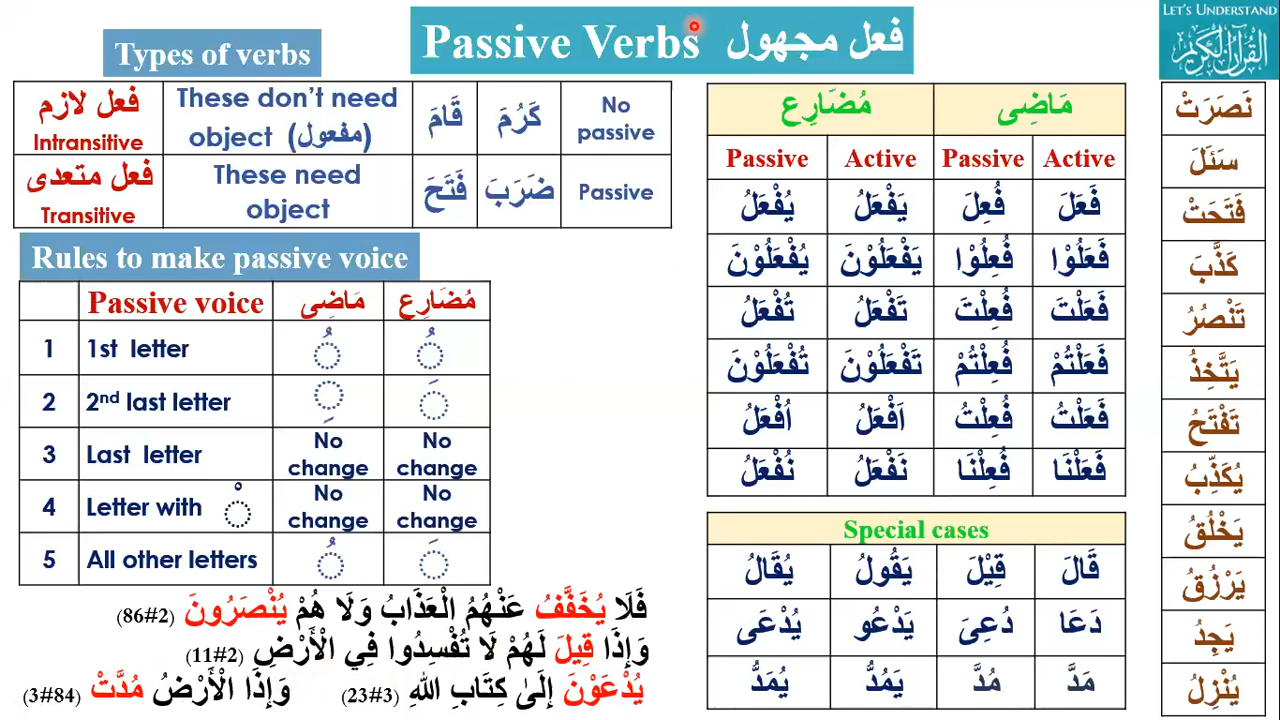 Passive Verbs فعل مجهول
LET'S UNDERSTAND
القرآن الكريم
Types of verbs
فعل لازم
Intransitive
These don't need
object (مفعول)
قَامَ
كَرُمَ
No
passive
فعل متعدى
Transitive
These need
object
فَتَحَ
ضَرَبَ
Passive
Rules to make passive voice
Passive voice مَاضِى مُضَارِع
1 1st letter ُ ُ
2 2nd last letter ِ َ
3 Last letter No change No change
4 Letter with ْ No change No change
5 All other letters ُ َ
فَلَا يُخَفَّفُ عَنْهُمُ الْعَذَابُ وَلَا هُمْ يُنْصَرُونَ (86#2)
وَإِذَا قِيلَ لَهُمْ لَا تُفْسِدُوا فِي الْأَرْضِ (11#2)
يُدْعَوْنَ إِلَىٰ كِتَابِ اللهِ (23#3) وَإِذَا الْأَرْضُ مُدَّتْ (3#84)
مُضَارِع مَاضِى
Passive Active Passive Active
يُفْعَلُ يَفْعَلُ فُعِلَ فَعَلَ
يُفْعَلُوْنَ يَفْعَلُوْنَ فُعِلُوْا فَعَلُوْا
تُفْعَلُ تَفْعَلُ فُعِلْتَ فَعَلْتَ
تُفْعَلُوْنَ تَفْعَلُوْنَ فُعِلْتُمْ فَعَلْتُمْ
اُفْعَلُ اَفْعَلُ فُعِلْتُ فَعَلْتُ
نُفْعَلُ نَفْعَلُ فُعِلْنَا فَعَلْنَا
Special cases
يُقَالُ يَقُولُ قِيْلَ قَالَ
يُدْعَى يَدْعُو دُعِىَ دَعَا
يُمَدُّ يَمُدُّ مُدَّ مَدَّ
نَصَرَتْ
سَئَلَ
فَتَحَتْ
كَذَّبَ
تَنْصُرُ
يَتَّخِذُ
تَفْتَحُ
يُكَذِّبُ
يَخْلُقُ
يَرْزُقُ
يَجِدُ
يُنْزِلُ